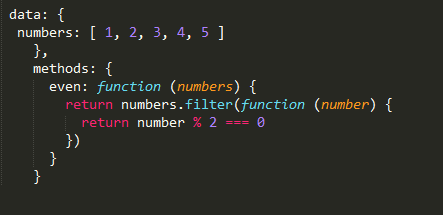 data: {
numbers: [ 1, 2, 3, 4, 5 ]
},
methods: {
even: function (numbers) {
return numbers.filter(function (number) {
return number % 2 === 0
})
}
}